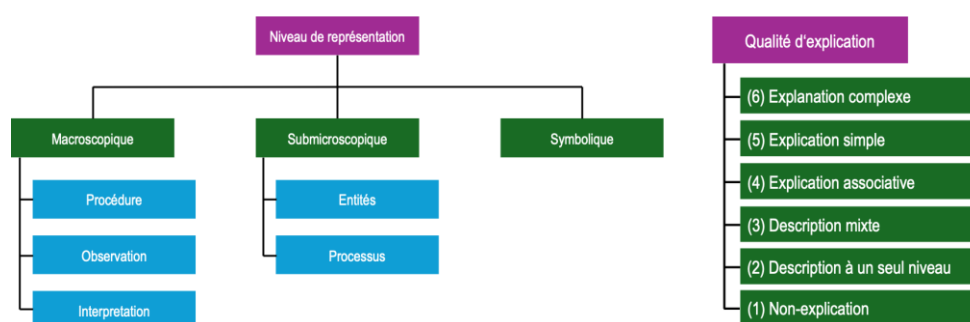 Niveau de représentation
Macroscopique
Submicroscopique
Symbolique
Procédure
Observation
Interpretation
Entités
Processus
Qualité d'explication
(6) Explanation complexe
(5) Explication simple
(4) Explication associative
(3) Description mixte
(2) Description à un seul niveau
(1) Non-explication